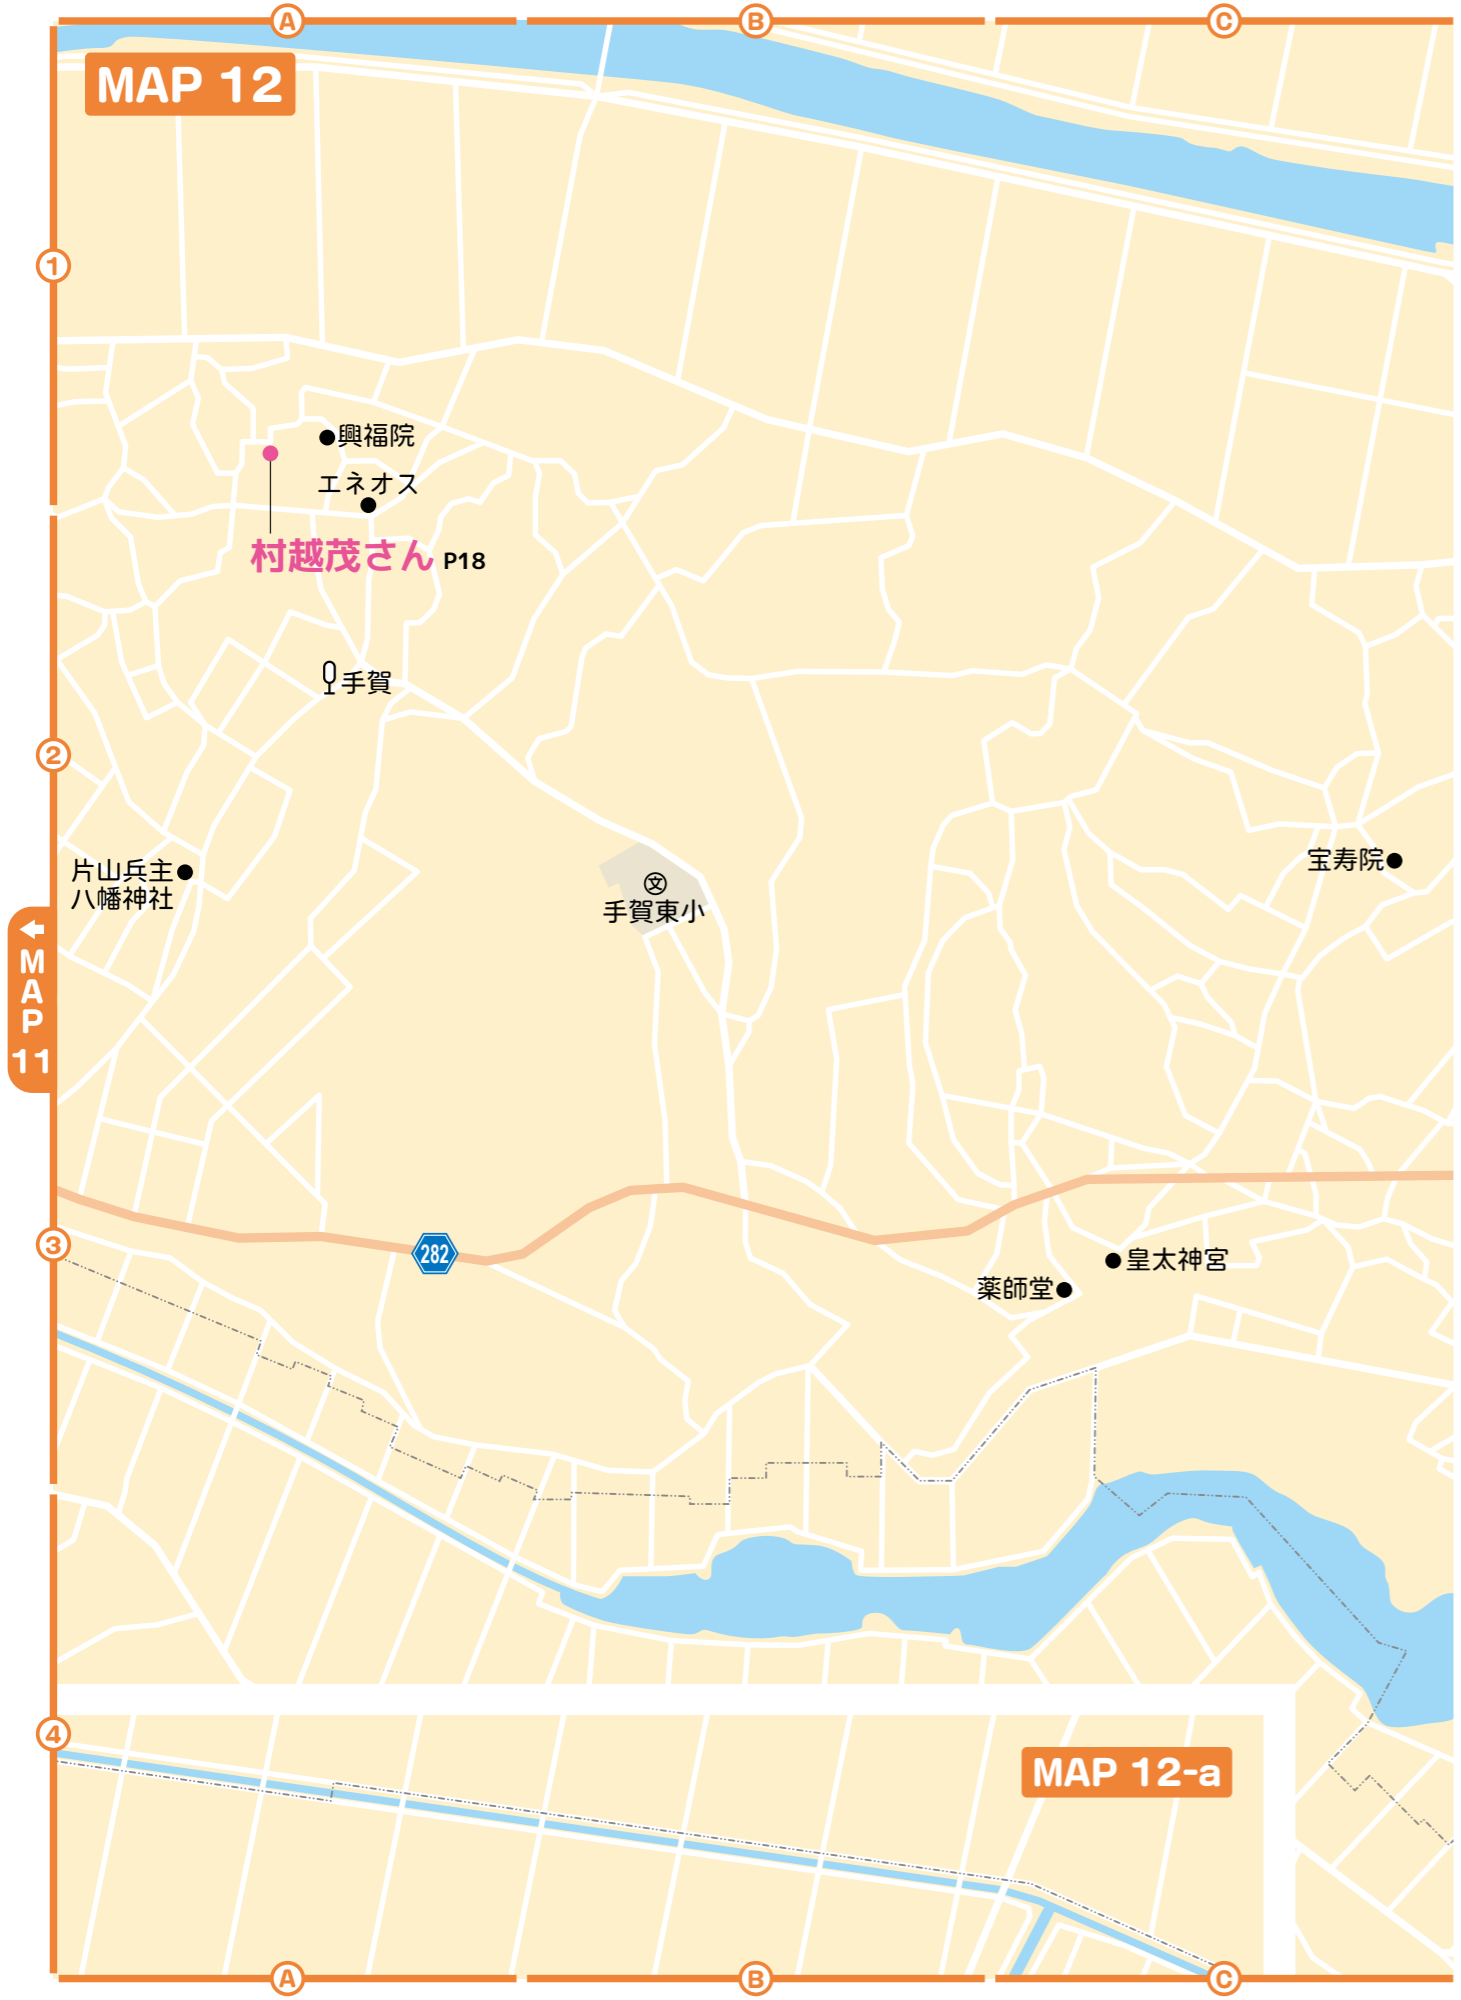 A
B
C
MAP 12
1
興福院
エネオス
村越茂さん P18
手賀
2
片山兵主
八幡神社
文
手賀東小
宝寿院
MAP
11
3
282
皇太神宮
薬師堂
4
MAP 12-a
A
B
C